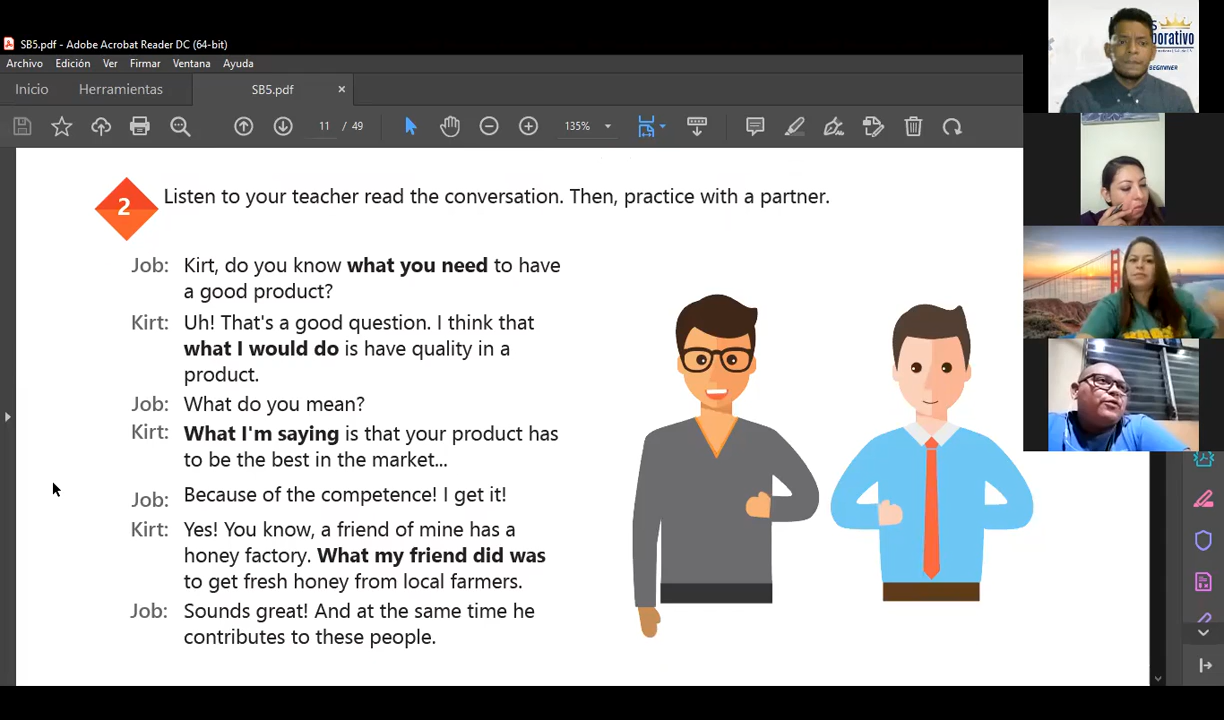 SB5.pdf - Adobe Acrobat Reader DC (64-bit)
Archivo Edición Ver Firmar Ventana Ayuda
Inicio Herramientas SB5.pdf ×
11 / 49 135%
orativo
BEGINNER
2 Listen to your teacher read the conversation. Then, practice with a partner.
Job: Kirt, do you know what you need to have
a good product?
Kirt: Uh! That's a good question. I think that
what I would do is have quality in a
product.
Job: What do you mean?
Kirt: What I'm saying is that your product has
to be the best in the market...
Job: Because of the competence! I get it!
Kirt: Yes! You know, a friend of mine has a
honey factory. What my friend did was
to get fresh honey from local farmers.
Job: Sounds great! And at the same time he
contributes to these people.